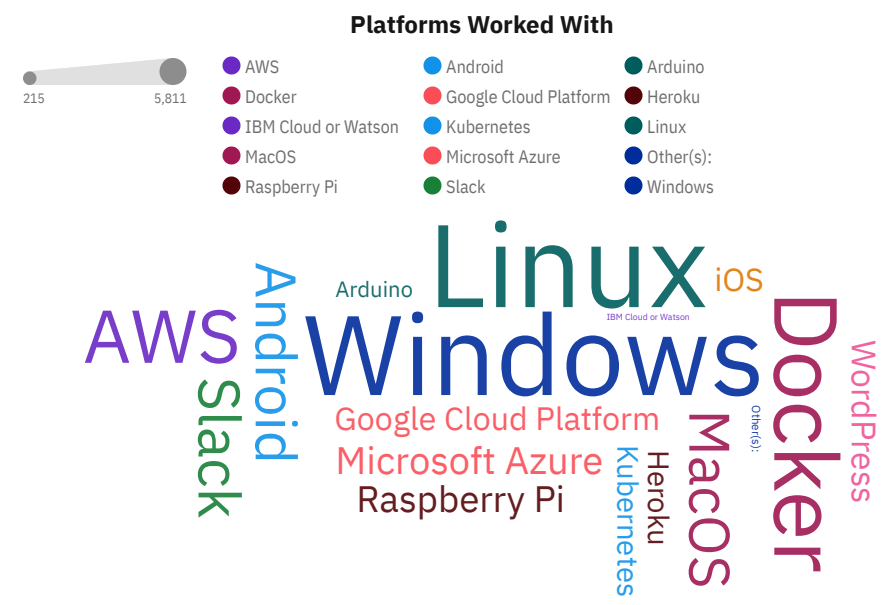 Platforms Worked With
215
5,811
AWS
Android
Arduino
Docker
Google Cloud Platform
Heroku
IBM Cloud or Watson
Kubernetes
Linux
MacOS
Microsoft Azure
Other(s):
Raspberry Pi
Slack
Windows
Linux
iOS
Arduino
Android
AWS
IBM Cloud or Watson
Windows
Docker
WordPress
Slack
Google Cloud Platform
Other(s):
MacOS
Microsoft Azure
Kubernetes
Heroku
Raspberry Pi